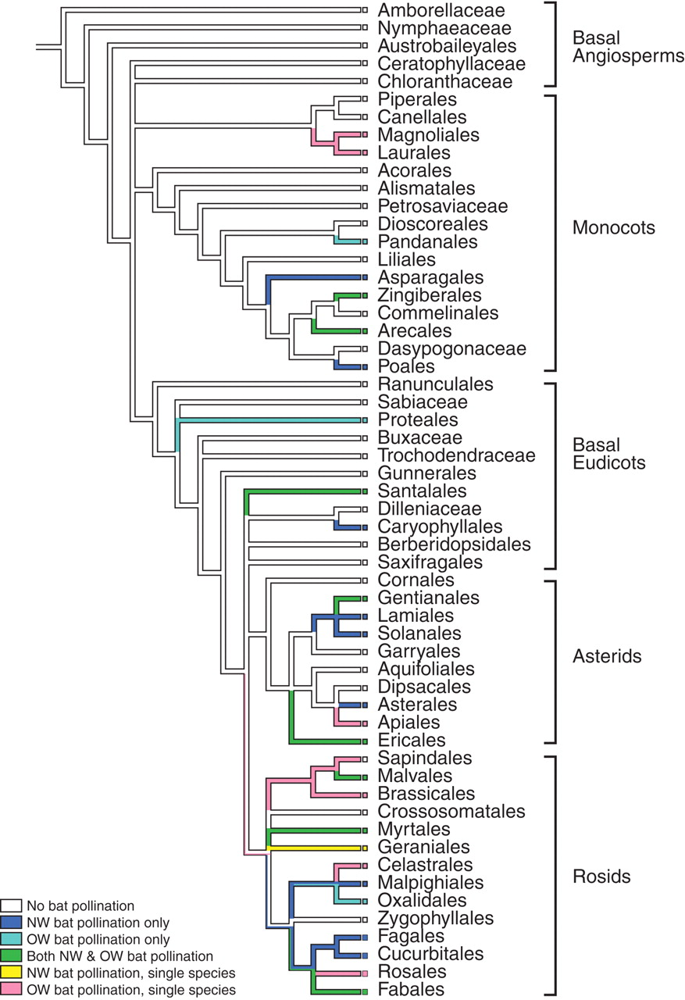 Amborellaceae
Nymphaeaceae
Austrobaileyales
Ceratophyllaceae
Chloranthaceae
Basal
Angiosperms
Piperales
Canellales
Magnoliales
Laurales
Acorales
Alismatales
Petrosaviaceae
Dioscoreales
Pandanales
Liliales
Asparagales
Zingiberales
Commelinales
Arecales
Dasypogonaceae
Poales
Monocots
Ranunculales
Sabiaceae
Proteales
Buxaceae
Trochodendraceae
Gunnerales
Santalales
Dilleniaceae
Caryophyllales
Berberidopsidales
Saxifragales
Basal
Eudicots
Cornales
Gentianales
Lamiales
Solanales
Garryales
Aquifoliales
Dipsacales
Asterales
Apiales
Ericales
Asterids
Sapindales
Malvales
Brassicales
Crossosomatales
Myrtales
Geraniales
Celastrales
Malpighiales
Oxalidales
Zygophyllales
Fagales
Cucurbitales
Rosales
Fabales
Rosids
No bat pollination
NW bat pollination only
OW bat pollination only
Both NW & OW bat pollination
NW bat pollination, single species
OW bat pollination, single species